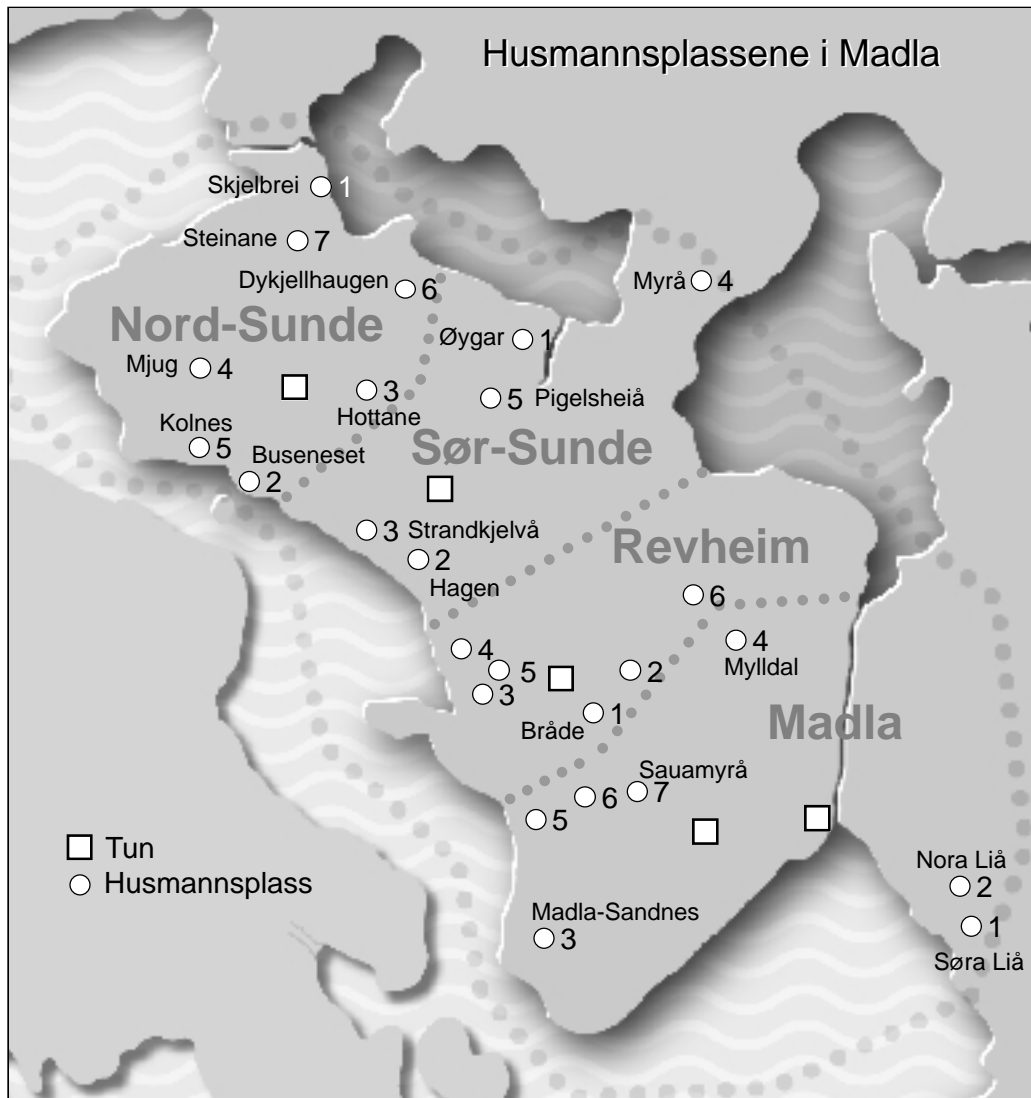 Husmannsplassene i Madla
Skjelbrei 1
Steinane 7
Dykjellhaugen 6
Myrå 4
Nord-Sunde
Øygar 1
Mjug 4
3
Hottane
5 Pigelsheiå
Kolnes
5
Sør-Sunde
Buseneset
2
3 Strandkjelvå
2
Hagen
Revheim
6
4
Mylldal
4
5
2
3
1
Bråde
Madla
Sauamyrå
7
6
5
Tun
Husmannsplass
Nora Liå
2
Madla-Sandnes
3
1
Søra Liå